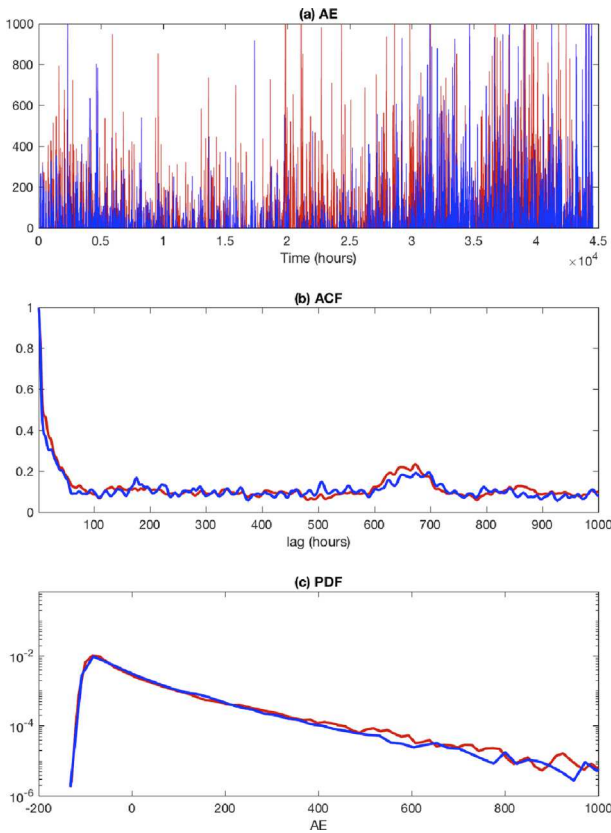 (a) AE
1000
800
600
400
200
0
0 0.5 1 1.5 2 2.5 3 3.5 4 4.5
Time (hours)
×10⁴
(b) ACF
1
0.8
0.6
0.4
0.2
0
100 200 300 400 500 600 700 800 900 1000
lag (hours)
(c) PDF
10⁻²
10⁻⁴
10⁻⁶
-200 0 200 400 600 800 1000
AE